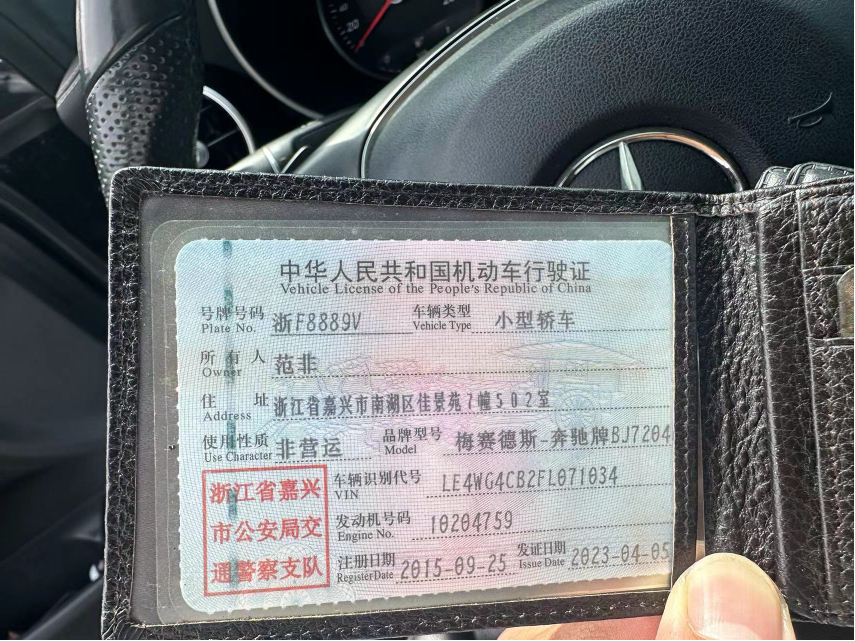 中华人民共和国机动车行驶证
Vehicle License of the People's Republic of China
号牌号码 浙F8889V 车辆类型 小型轿车
Plate No. Vehicle Type
所有人 范非
Owner
住址 浙江省嘉兴市南湖区佳景苑7幢502室
Address
使用性质 非营运 品牌型号 梅赛德斯-奔驰牌BJ7204
Use Character Model
浙江省嘉兴
市公安局交
通警察支队
车辆识别代号 LE4WG4CB2FL071034
VIN
发动机号码 10204759
Engine No.
注册日期 2015-09-25 发证日期 2023-04-05
Register Date Issue Date
20